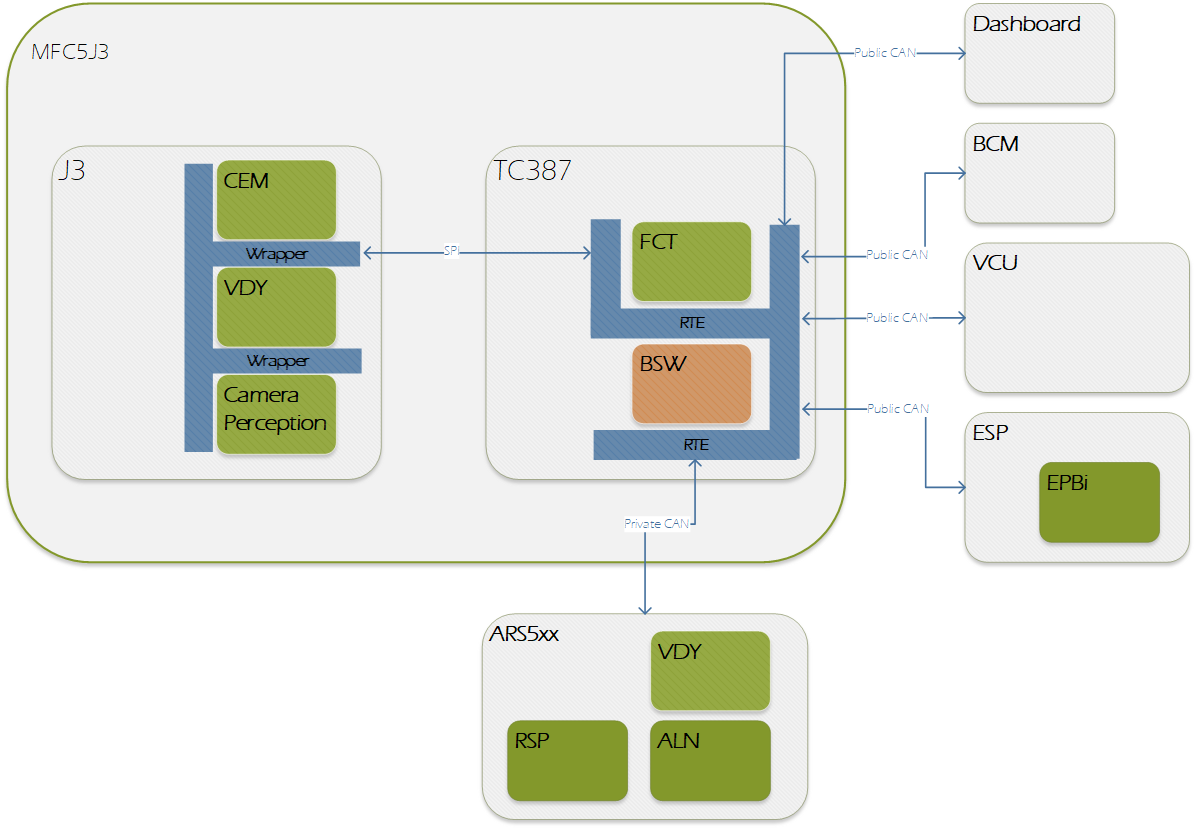 MFC5J3
J3
CEM
Wrapper
VDY
Wrapper
Camera
Perception
SPI
TC387
FCT
RTE
BSW
RTE
Public CAN
Dashboard
Public CAN
BCM
Public CAN
VCU
Public CAN
ESP
EPBi
Private CAN
ARS5xx
VDY
RSP
ALN